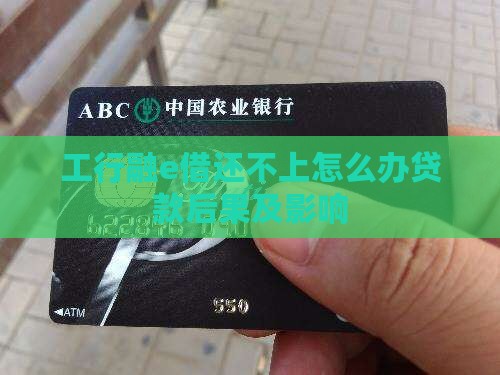 ABC 中国农业银行
工行融e借还不上怎么办贷
款后果及影响
550
◀ATM